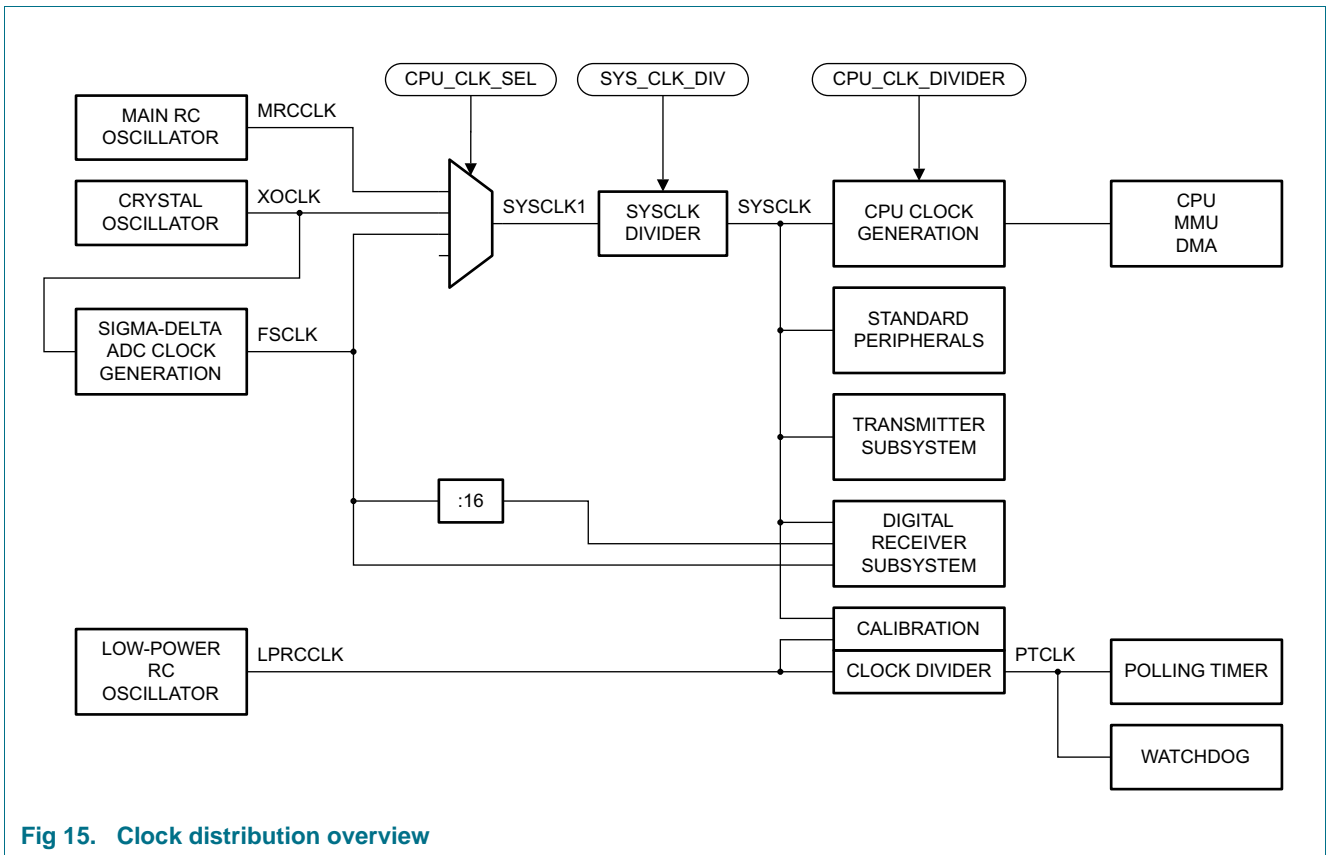 CPU_CLK_SEL
SYS_CLK_DIV
CPU_CLK_DIVIDER
MAIN RC
OSCILLATOR
MRCCLK
CRYSTAL
OSCILLATOR
XOCLK
SYSCLK1
SYSCLK
DIVIDER
SYSCLK
CPU CLOCK
GENERATION
CPU
MMU
DMA
SIGMA-DELTA
ADC CLOCK
GENERATION
FSCLK
STANDARD
PERIPHERALS
TRANSMITTER
SUBSYSTEM
:16
DIGITAL
RECEIVER
SUBSYSTEM
LOW-POWER
RC
OSCILLATOR
LPRCCLK
CALIBRATION
CLOCK DIVIDER
PTCLK
POLLING TIMER
WATCHDOG
Fig 15. Clock distribution overview